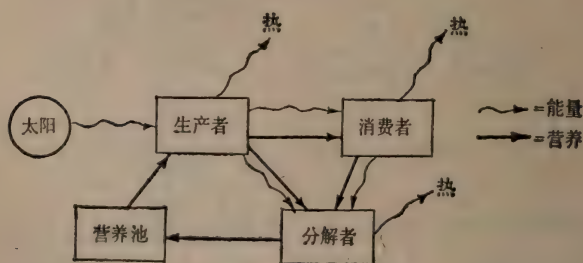 热
热
太阳
生产者
消费者
=能量
=营养
热
营养池
分解者